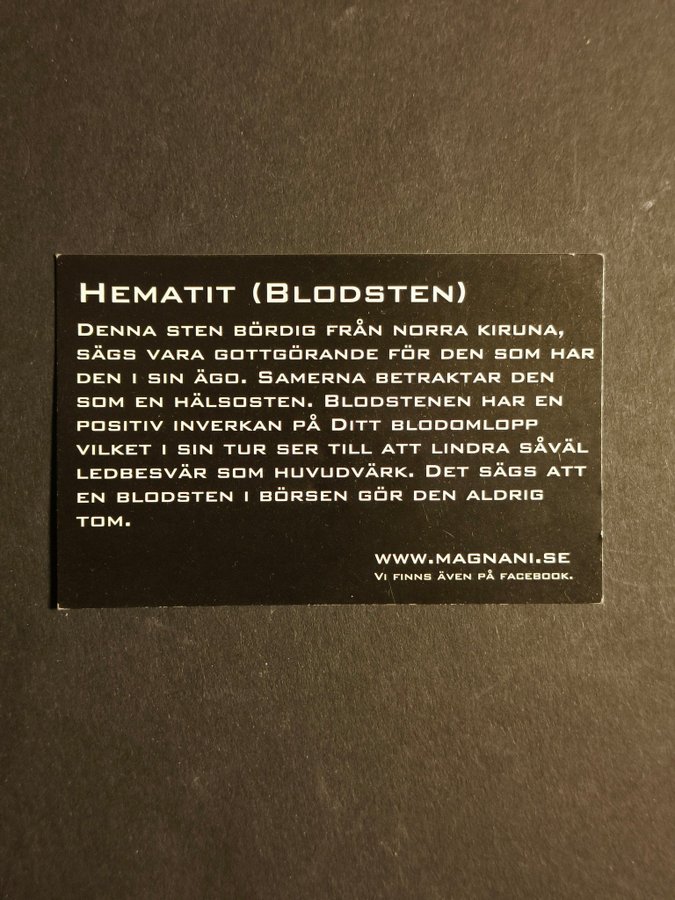 HEMATIT (BLODSTEN)
DENNA STEN BÖRDIG FRÅN NORRA KIRUNA,
SÄGS VARA GOTTGÖRANDE FÖR DEN SOM HAR
DEN I SIN ÄGO. SAMERNA BETRAKTAR DEN
SOM EN HÄLSOSTEN. BLODSTENEN HAR EN
POSITIV INVERKAN PÅ DITT BLODOMLOPP
VILKET I SIN TUR SER TILL ATT LINDRA SÅVÄL
LEDBESVÄR SOM HUVUDVÄRK. DET SÄGS ATT
EN BLODSTEN I BÖRSEN GÖR DEN ALDRIG
TOM.
WWW.MAGNANI.SE
VI FINNS ÄVEN PÅ FACEBOOK.